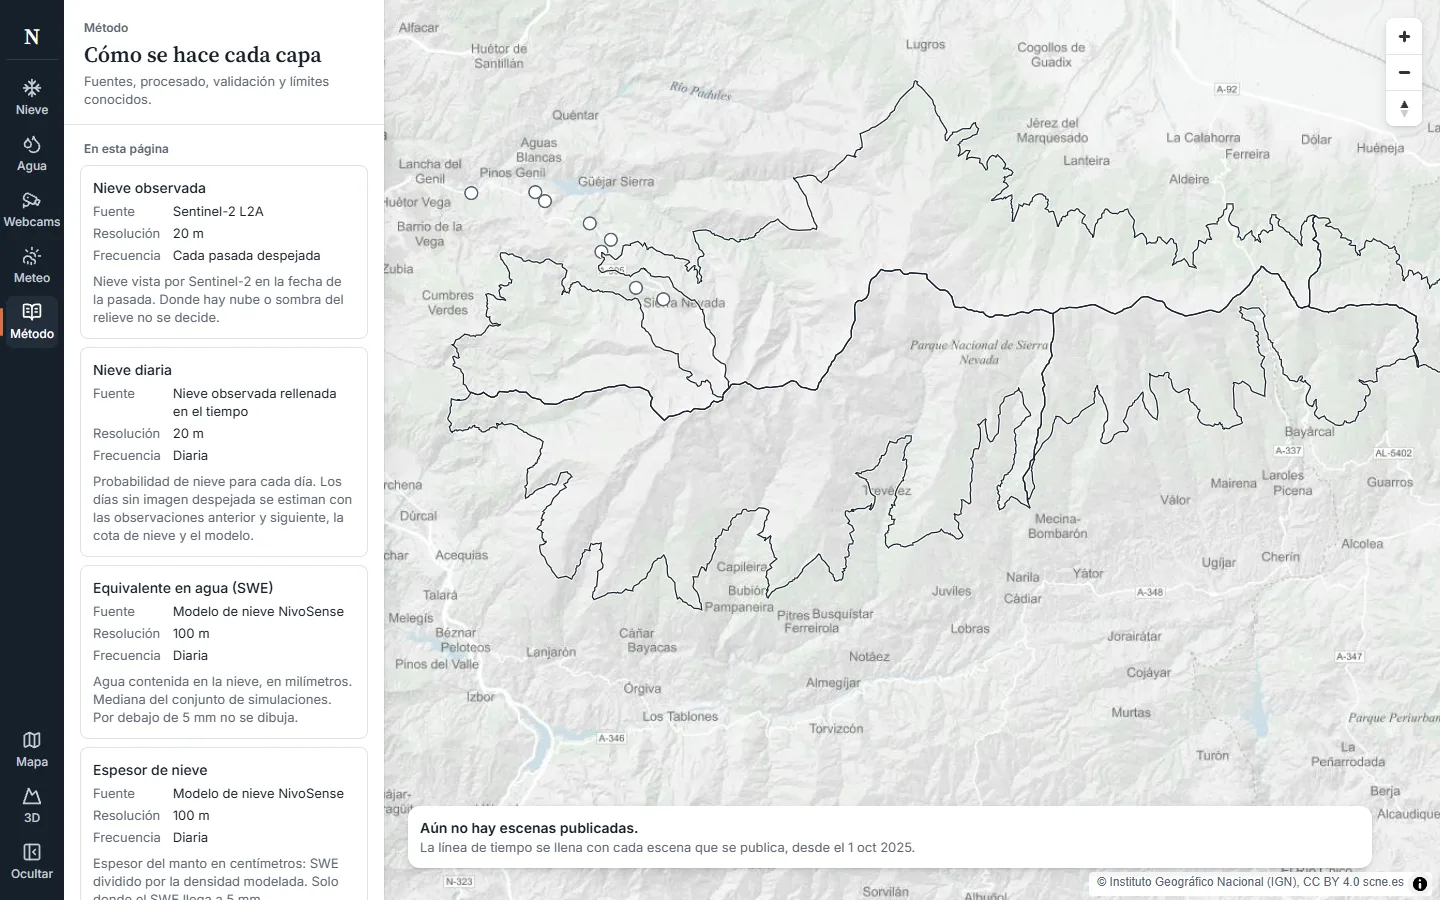 N
Nieve
Agua
Webcams
Meteo
Método
Mapa
3D
Ocultar
Método
Cómo se hace cada capa
Fuentes, procesado, validación y límites
conocidos.
En esta página
Nieve observada
Fuente Sentinel-2 L2A
Resolución 20 m
Frecuencia Cada pasada despejada
Nieve vista por Sentinel-2 en la fecha de
la pasada. Donde hay nube o sombra del
relieve no se decide.
Nieve diaria
Fuente Nieve observada rellenada
en el tiempo
Resolución 20 m
Frecuencia Diaria
Probabilidad de nieve para cada día. Los
días sin imagen despejada se estiman con
las observaciones anterior y siguiente, la
cota de nieve y el modelo.
Equivalente en agua (SWE)
Fuente Modelo de nieve NivoSense
Resolución 100 m
Frecuencia Diaria
Agua contenida en la nieve, en milímetros.
Mediana del conjunto de simulaciones.
Por debajo de 5 mm no se dibuja.
Espesor de nieve
Fuente Modelo de nieve NivoSense
Resolución 100 m
Frecuencia Diaria
Espesor del manto en centímetros: SWE
dividido por la densidad modelada. Solo
donde el SWE llega a 5 mm
Alfacar
Huétor de
Santillán
Lugros
Cogollos de
Guadix
Río Padules
A-92
Quéntar
Jérez del
Marquesado
La Calahorra
Dólar
Huéneja
Aguas
Blancas
Ferreira
Lanteira
Lancha del
Genil
Pinos Genil
Güéjar Sierra
Aldeire
Huétor Vega
Barrio de la
Vega
Zubia
Cumbres
Verdes
Sierra Nevada
Parque Nacional de Sierra
Nevada
Bayárcal
A-337
AL-5402
Laroles
Picena
Mairena
Guarros
Trevélez
Válor
Dúrcal
Mecina-
Bombarón
Alcolea
Acequias
Ugíjar
Cherín
Capileira
Narila
Yátor
Bubión
Juviles
Cádiar
A-348
Talará
Pampaneira
Pitres
Busquístar
Ferreirola
Melegís
Béznar
Peloteos
Cáñar
Bayacas
Lobras
Jorairátar
Pinos del Valle
Lanjarón
Notáez
A-347
Cojáyar
Órgiva
Almegíjar
Izbor
Los Tablones
Torvizcón
Murtas
Parque Periurban
A-346
Turón
La
Peñarrodada
Berja
Alcaudique
Aún no hay escenas publicadas.
La línea de tiempo se llena con cada escena que se publica, desde el 1 oct 2025.
N-323
Sorvilán
Albuñol
© Instituto Geográfico Nacional (IGN), CC BY 4.0 scne.es